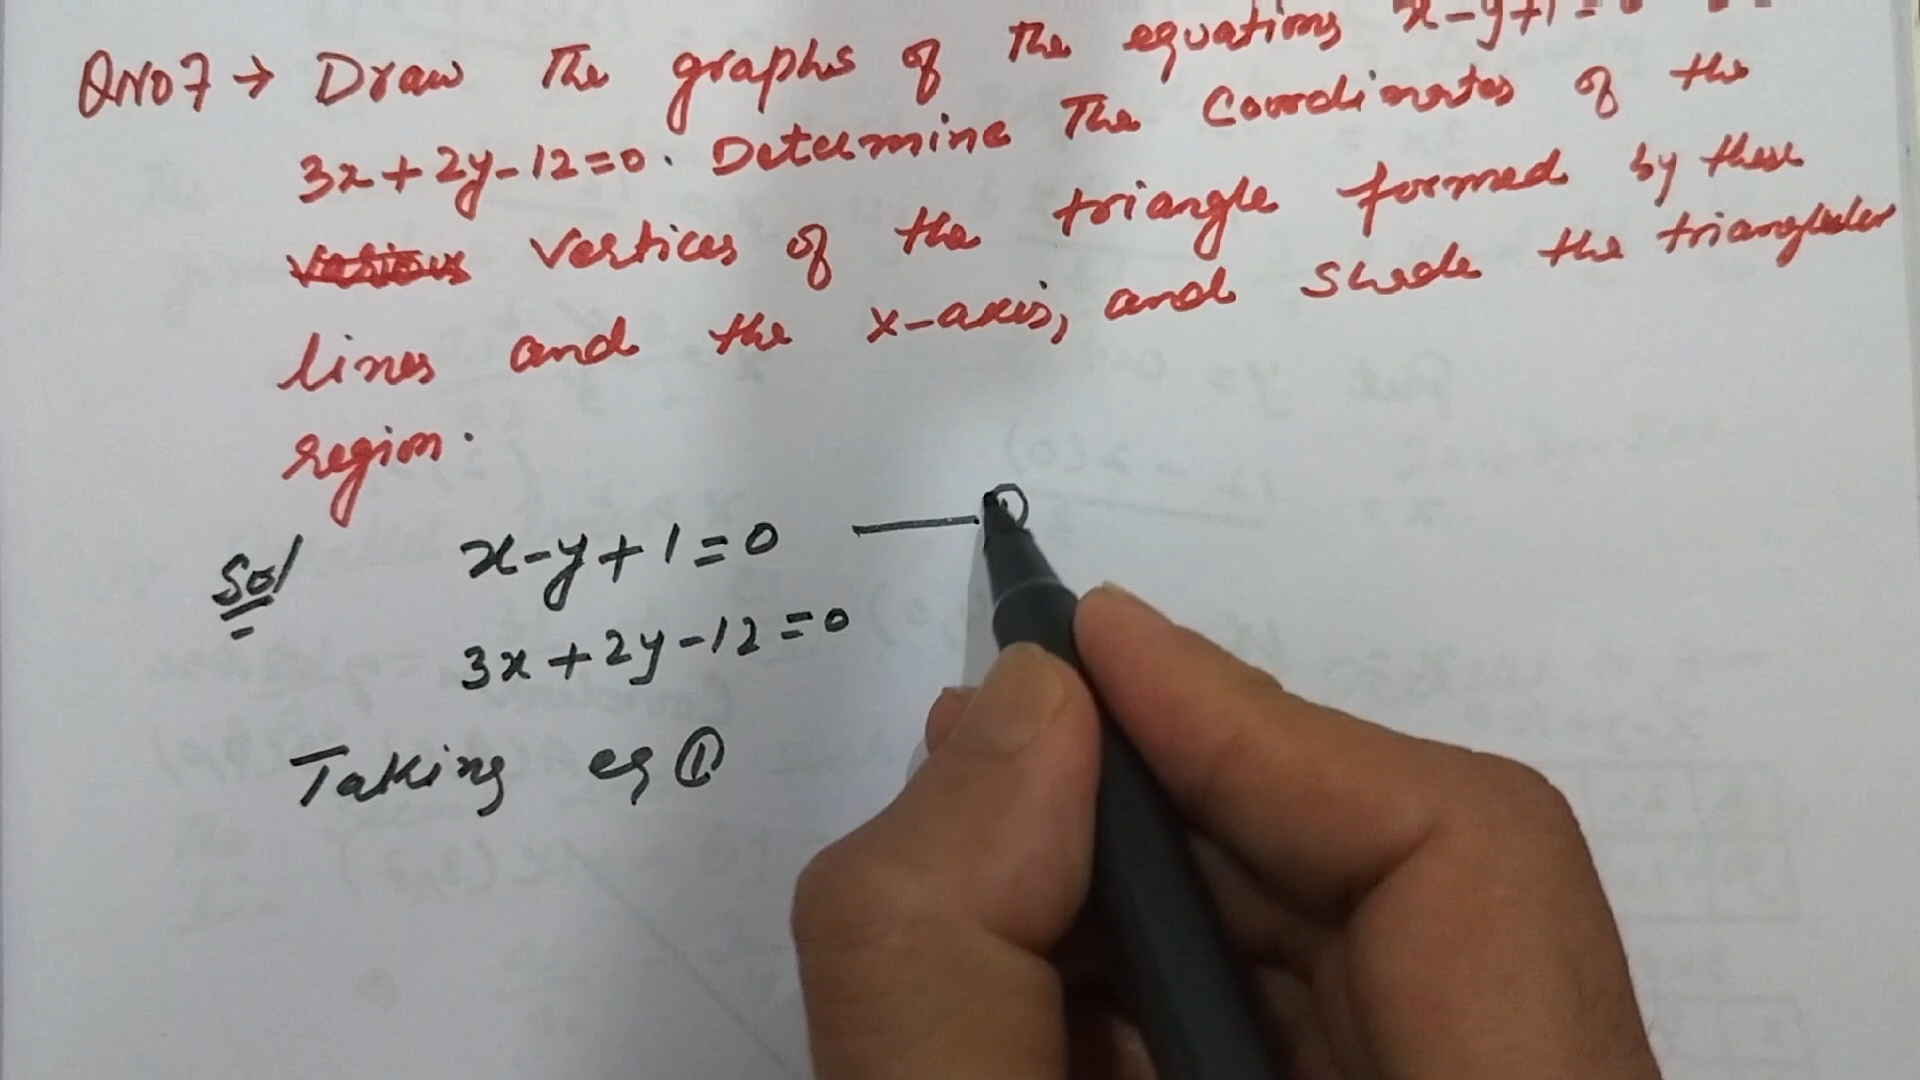 QNO7 → Draw The graphs of The equations x-y+1=0
3x+2y-12=0. Determine The Coordinates of the
vertices of the triangle formed by these
lines and the x-axis, and shade the
region.
Sol x-y+1=0 — ①
3x+2y-12=0
Taking eq ①